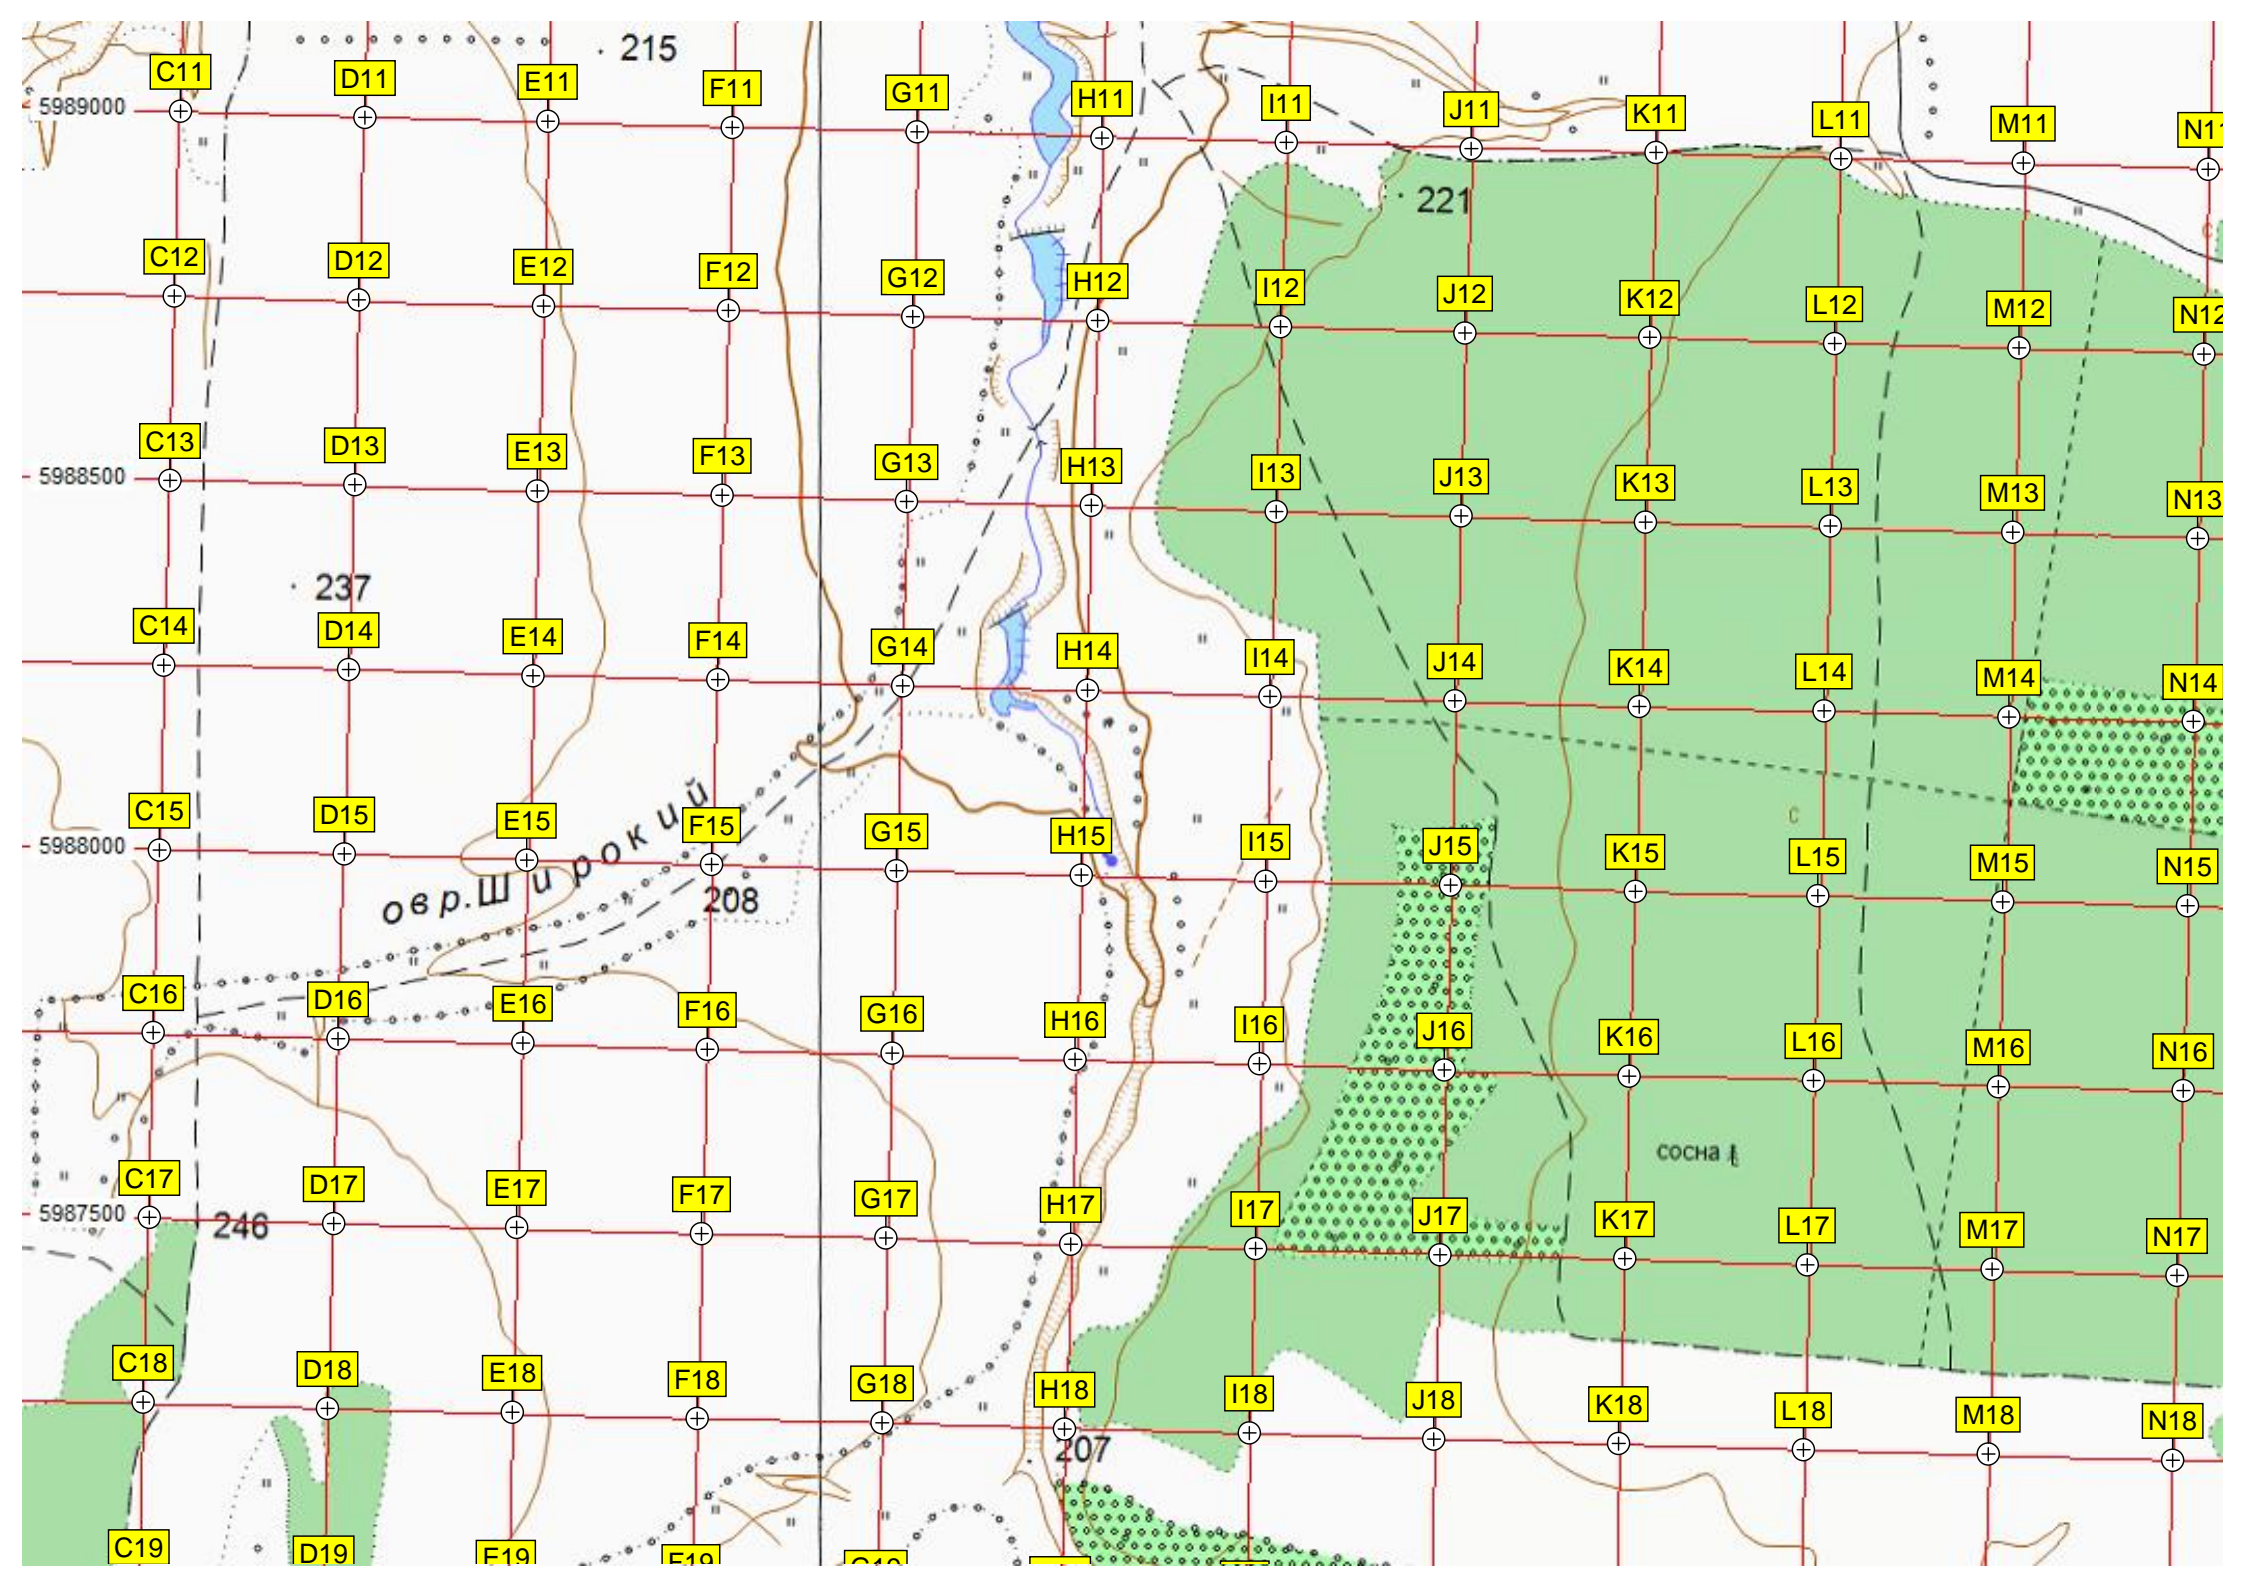 215
C11 D11 E11 F11 G11 H11 I11 J11 K11 L11 M11 N11
5989000
221
C12 D12 E12 F12 G12 H12 I12 J12 K12 L12 M12 N12
C13 D13 E13 F13 G13 H13 I13 J13 K13 L13 M13 N13
5988500
237
C14 D14 E14 F14 G14 H14 I14 J14 K14 L14 M14 N14
C15 D15 E15 F15 G15 H15 I15 J15 K15 L15 M15 N15
5988000
овр.Широкий
208
C16 D16 E16 F16 G16 H16 I16 J16 K16 L16 M16 N16
сосна
C17 D17 E17 F17 G17 H17 I17 J17 K17 L17 M17 N17
5987500
246
C18 D18 E18 F18 G18 H18 I18 J18 K18 L18 M18 N18
207
C19 D19 E19 F19 G19